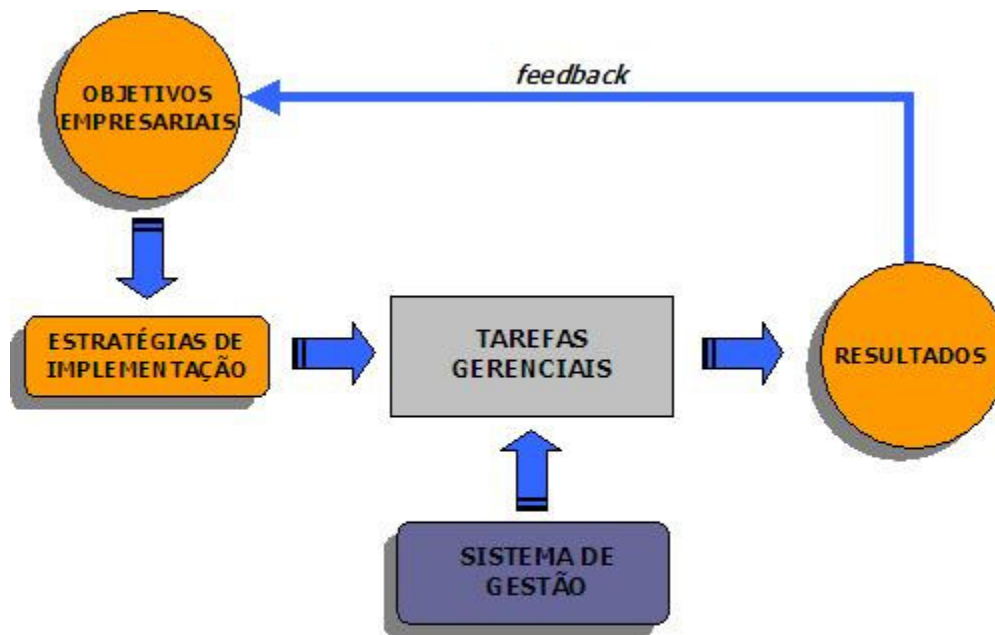 feedback
OBJETIVOS
EMPRESARIAIS
ESTRATÉGIAS DE
IMPLEMENTAÇÃO
TAREFAS
GERENCIAIS
RESULTADOS
SISTEMA DE
GESTÃO